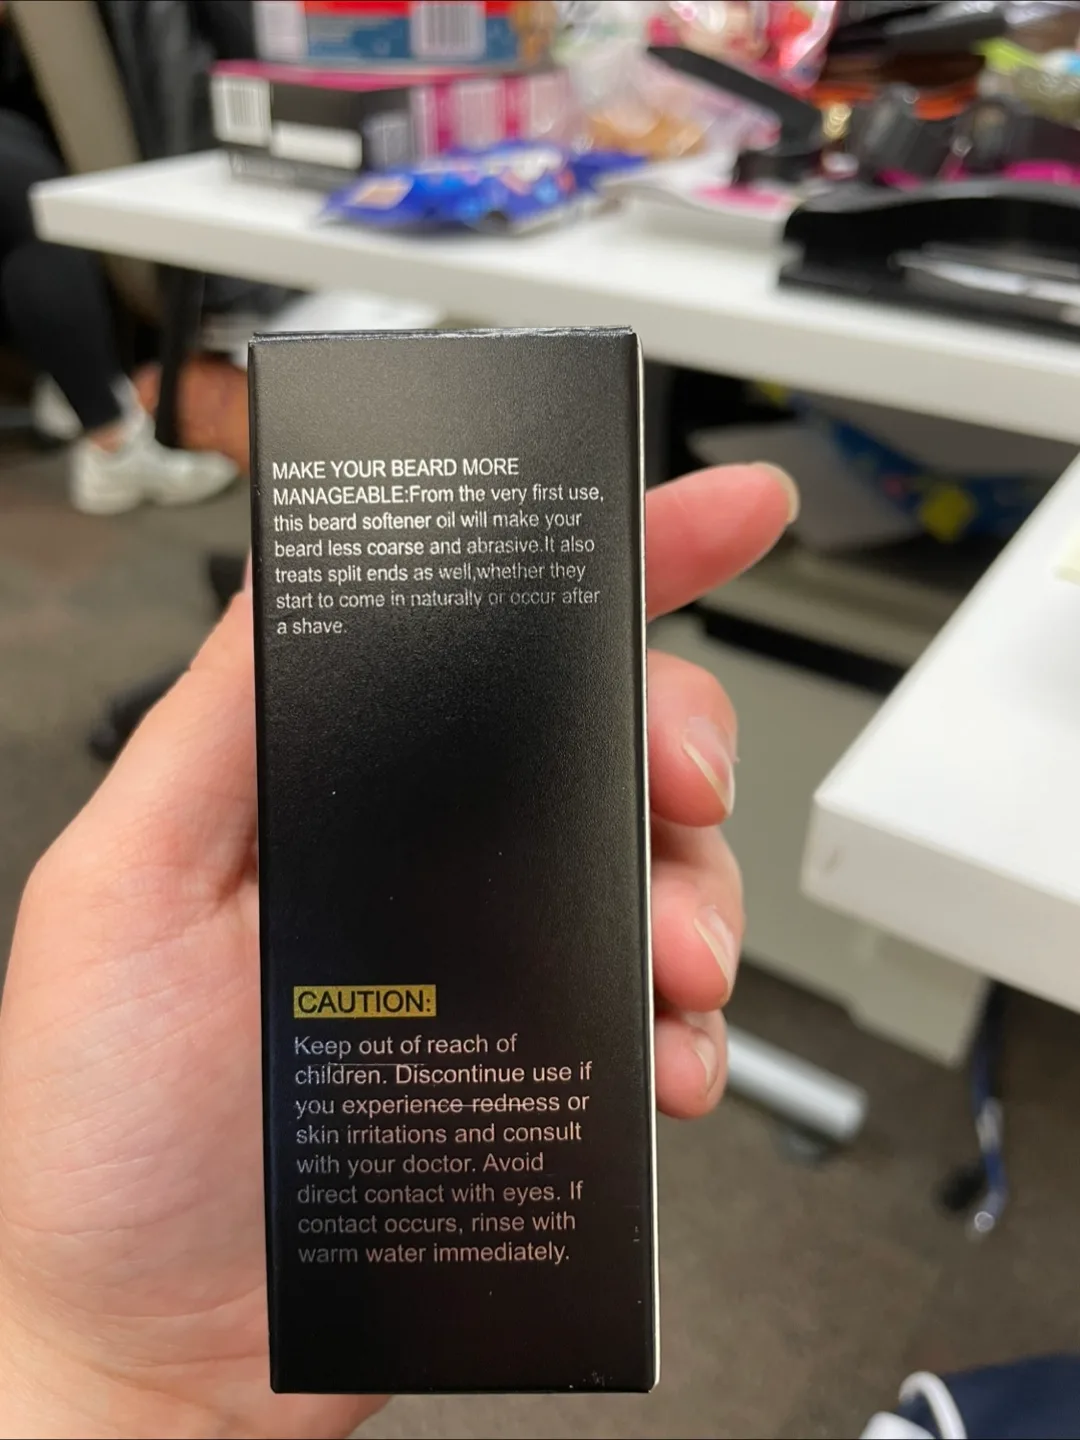 MAKE YOUR BEARD MORE
MANAGEABLE:From the very first use,
this beard softener oil will make your
beard less coarse and abrasive.It also
treats split ends as well,whether they
start to come in naturally or occur after
a shave.
CAUTION:
Keep out of reach of
children. Discontinue use if
you experience redness or
skin irritations and consult
with your doctor. Avoid
direct contact with eyes. If
contact occurs, rinse with
warm water immediately.